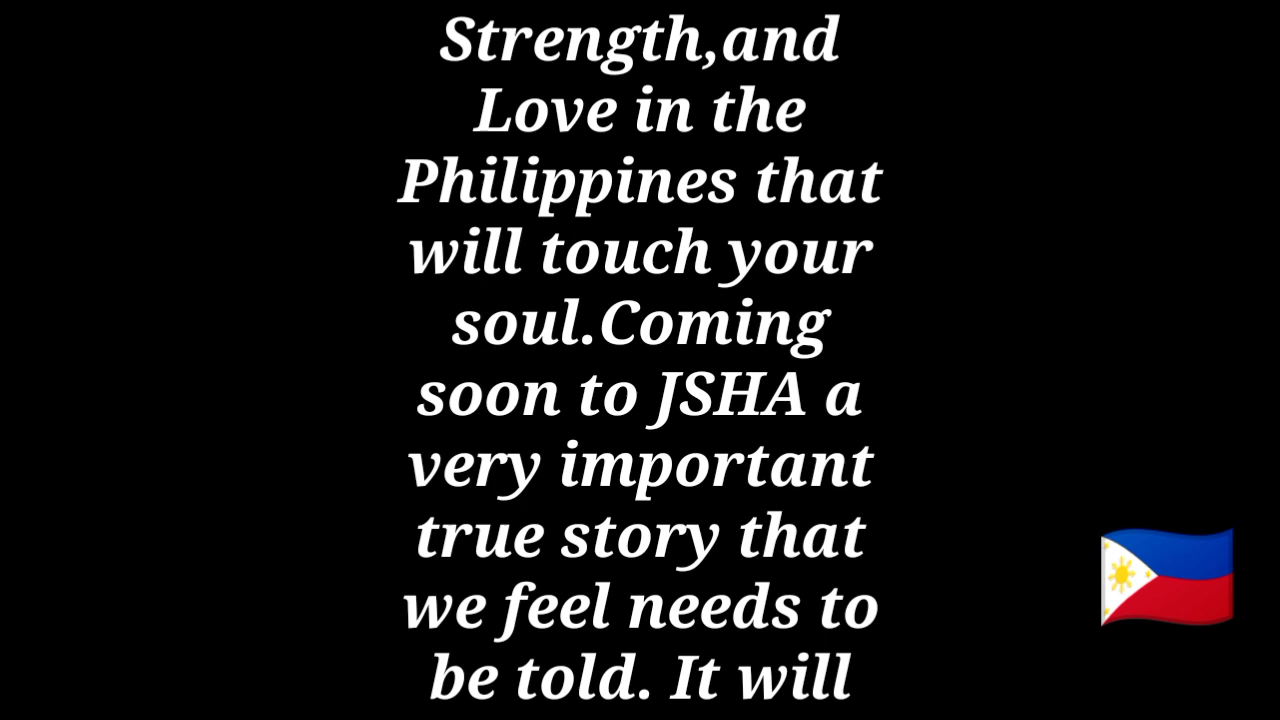 Strength,and
Love in the
Philippines that
will touch your
soul.Coming
soon to JSHA a
very important
true story that
we feel needs to
be told. It will